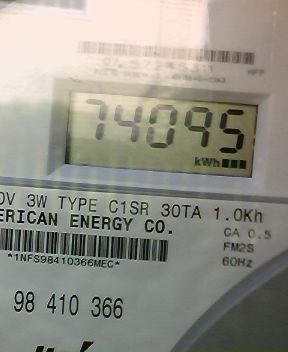 74095
kWh
0V 3W TYPE C1SR 30TA 1.0Kh
ERICAN ENERGY CO.
CA 0.5
FM2S
60Hz
*1NFS98410366MEC*
98 410 366